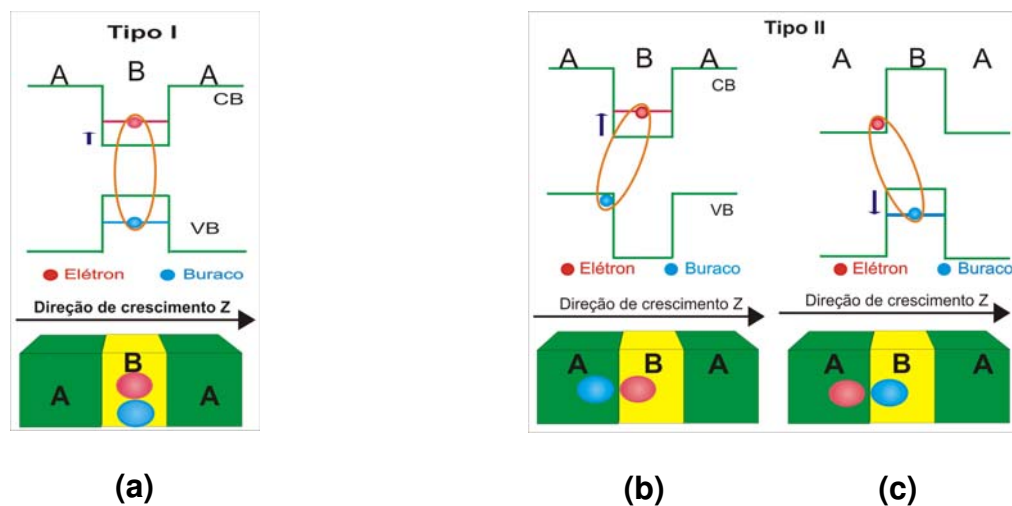 Tipo I
A B A
CB
VB
Elétron Buraco
Direção de crescimento Z
B
A A
(a)
Tipo II
A B A
CB
VB
Elétron Buraco
Direção de crescimento Z
A B A
(b)
A B A
Elétron Buraco
Direção de crescimento Z
A B A
(c)